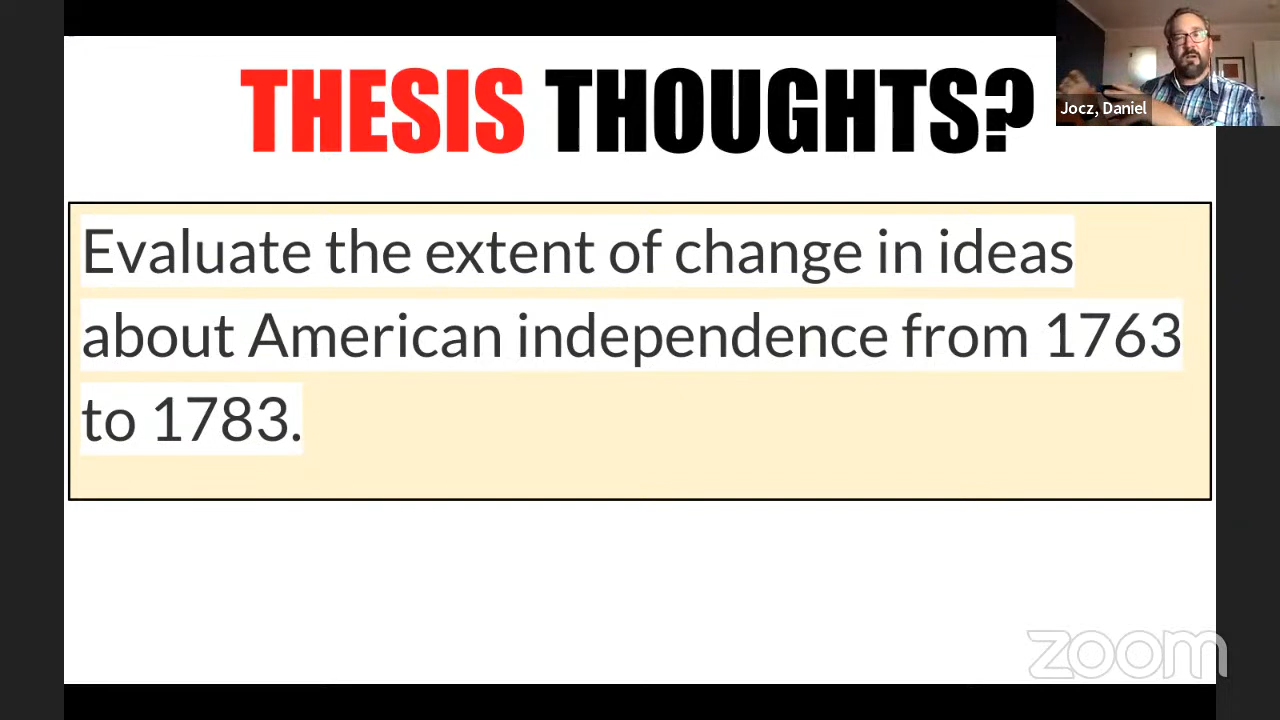 THESIS THOUGHTS?
Jocz, Daniel
Evaluate the extent of change in ideas
about American independence from 1763
to 1783.
zoom